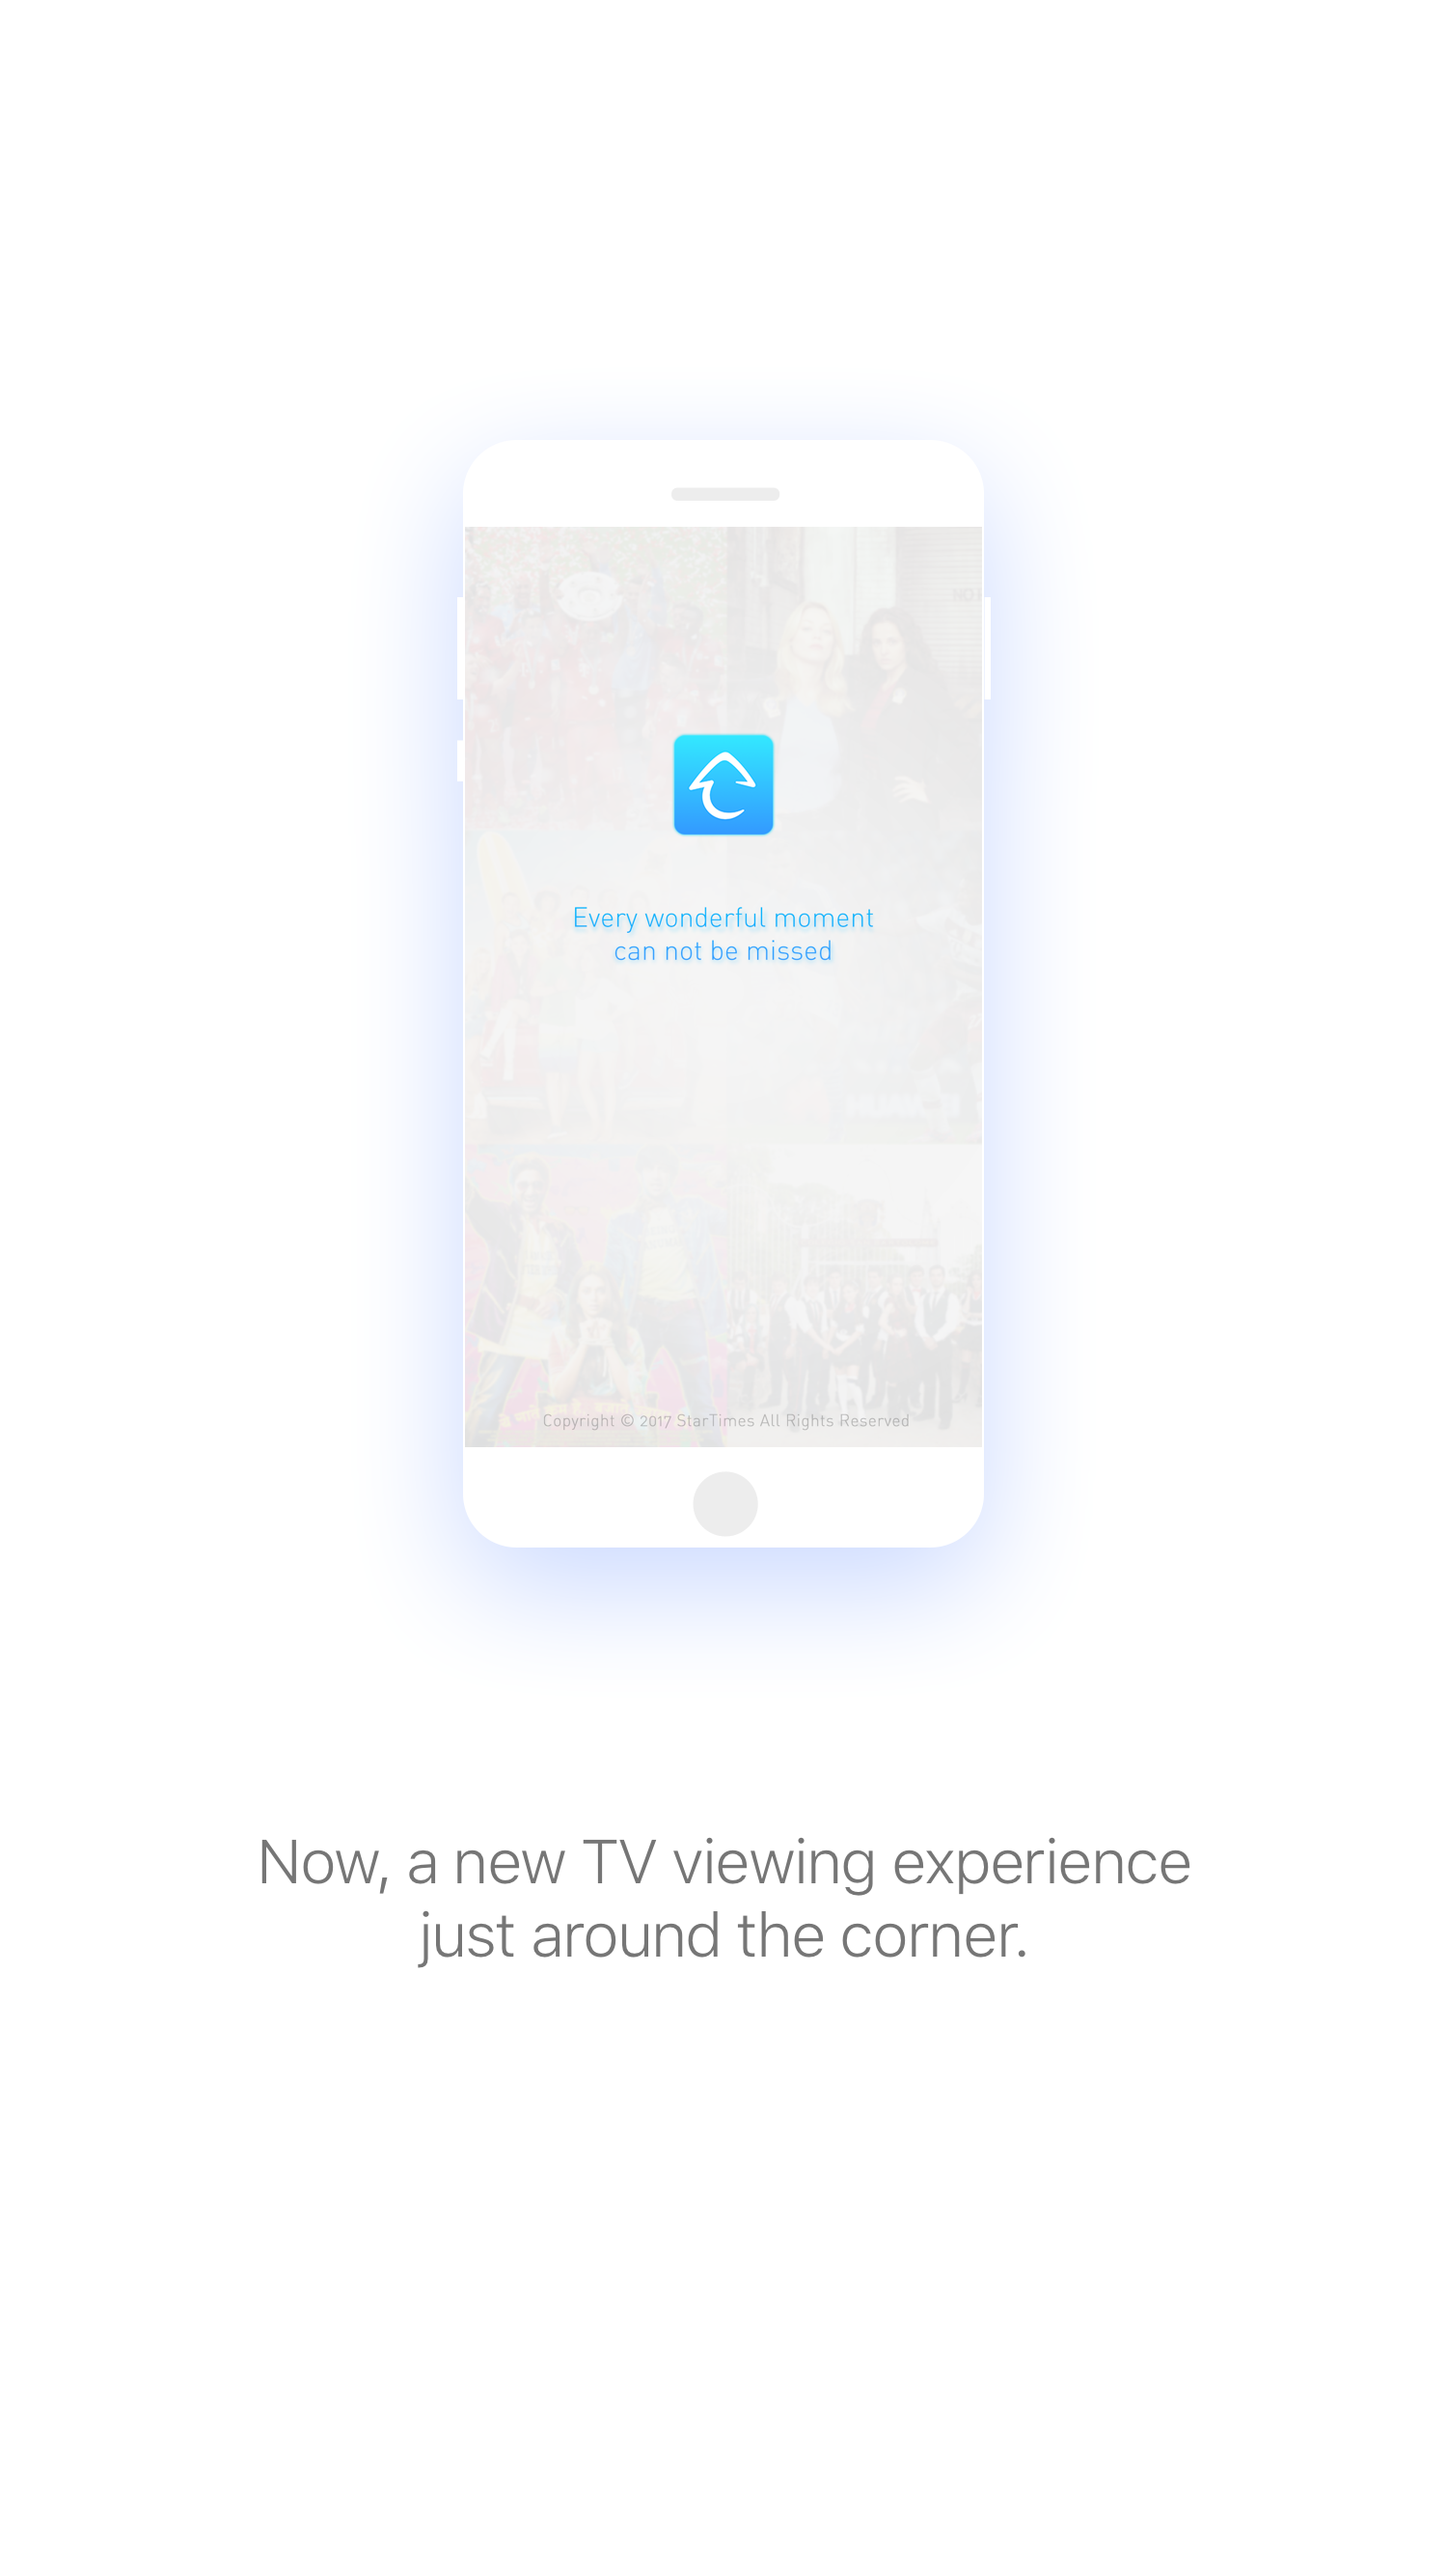 Every wonderful moment
can not be missed
Copyright © 2017 StarTimes All Rights Reserved
Now, a new TV viewing experience
just around the corner.